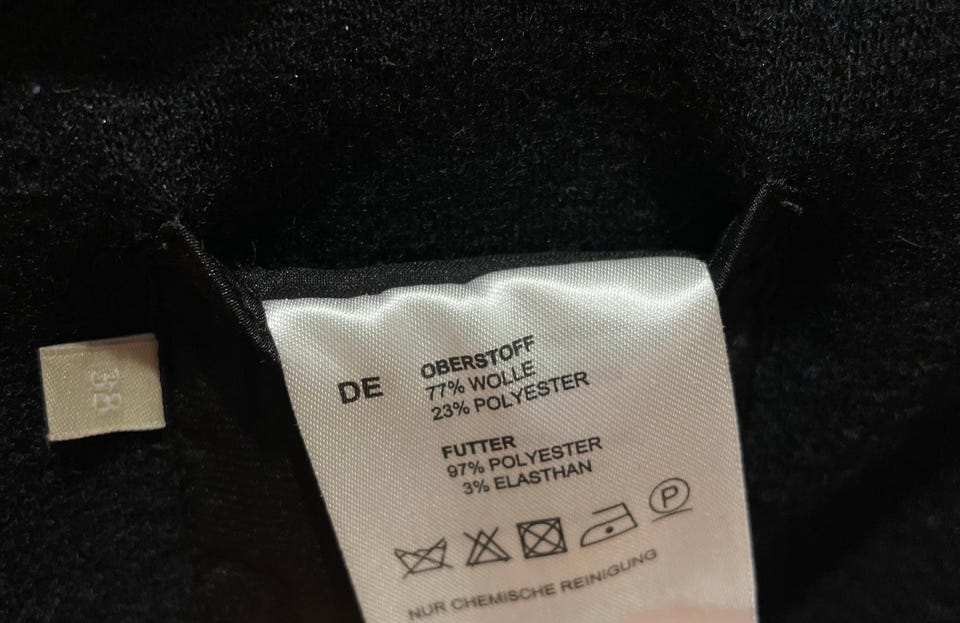 38
DE
OBERSTOFF
77% WOLLE
23% POLYESTER
FUTTER
97% POLYESTER
3% ELASTHAN
P
NUR CHEMISCHE REINIGUNG